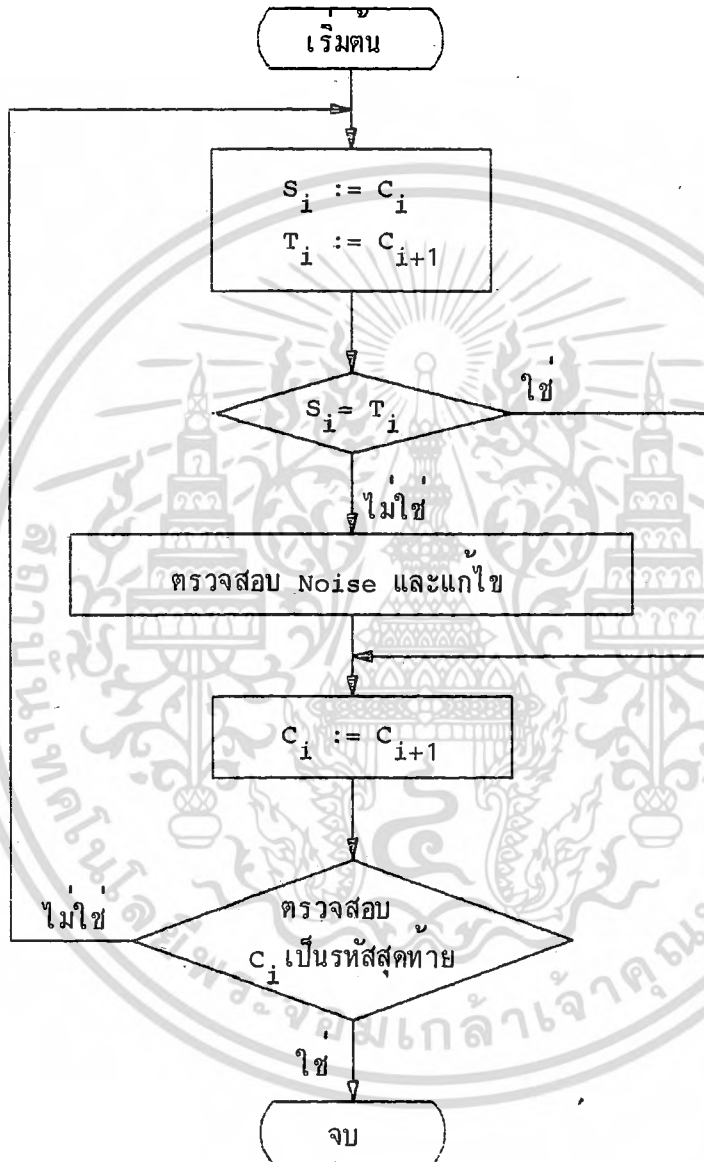 เริ่มต้น
S_i := C_i
T_i := C_{i+1}
S_i = T_i
ใช่
ไม่ใช่
ตรวจสอบ Noise และแก้ไข
C_i := C_{i+1}
ตรวจสอบ
C_i เป็นรหัสสุดท้าย
ไม่ใช่
ใช่
จบ